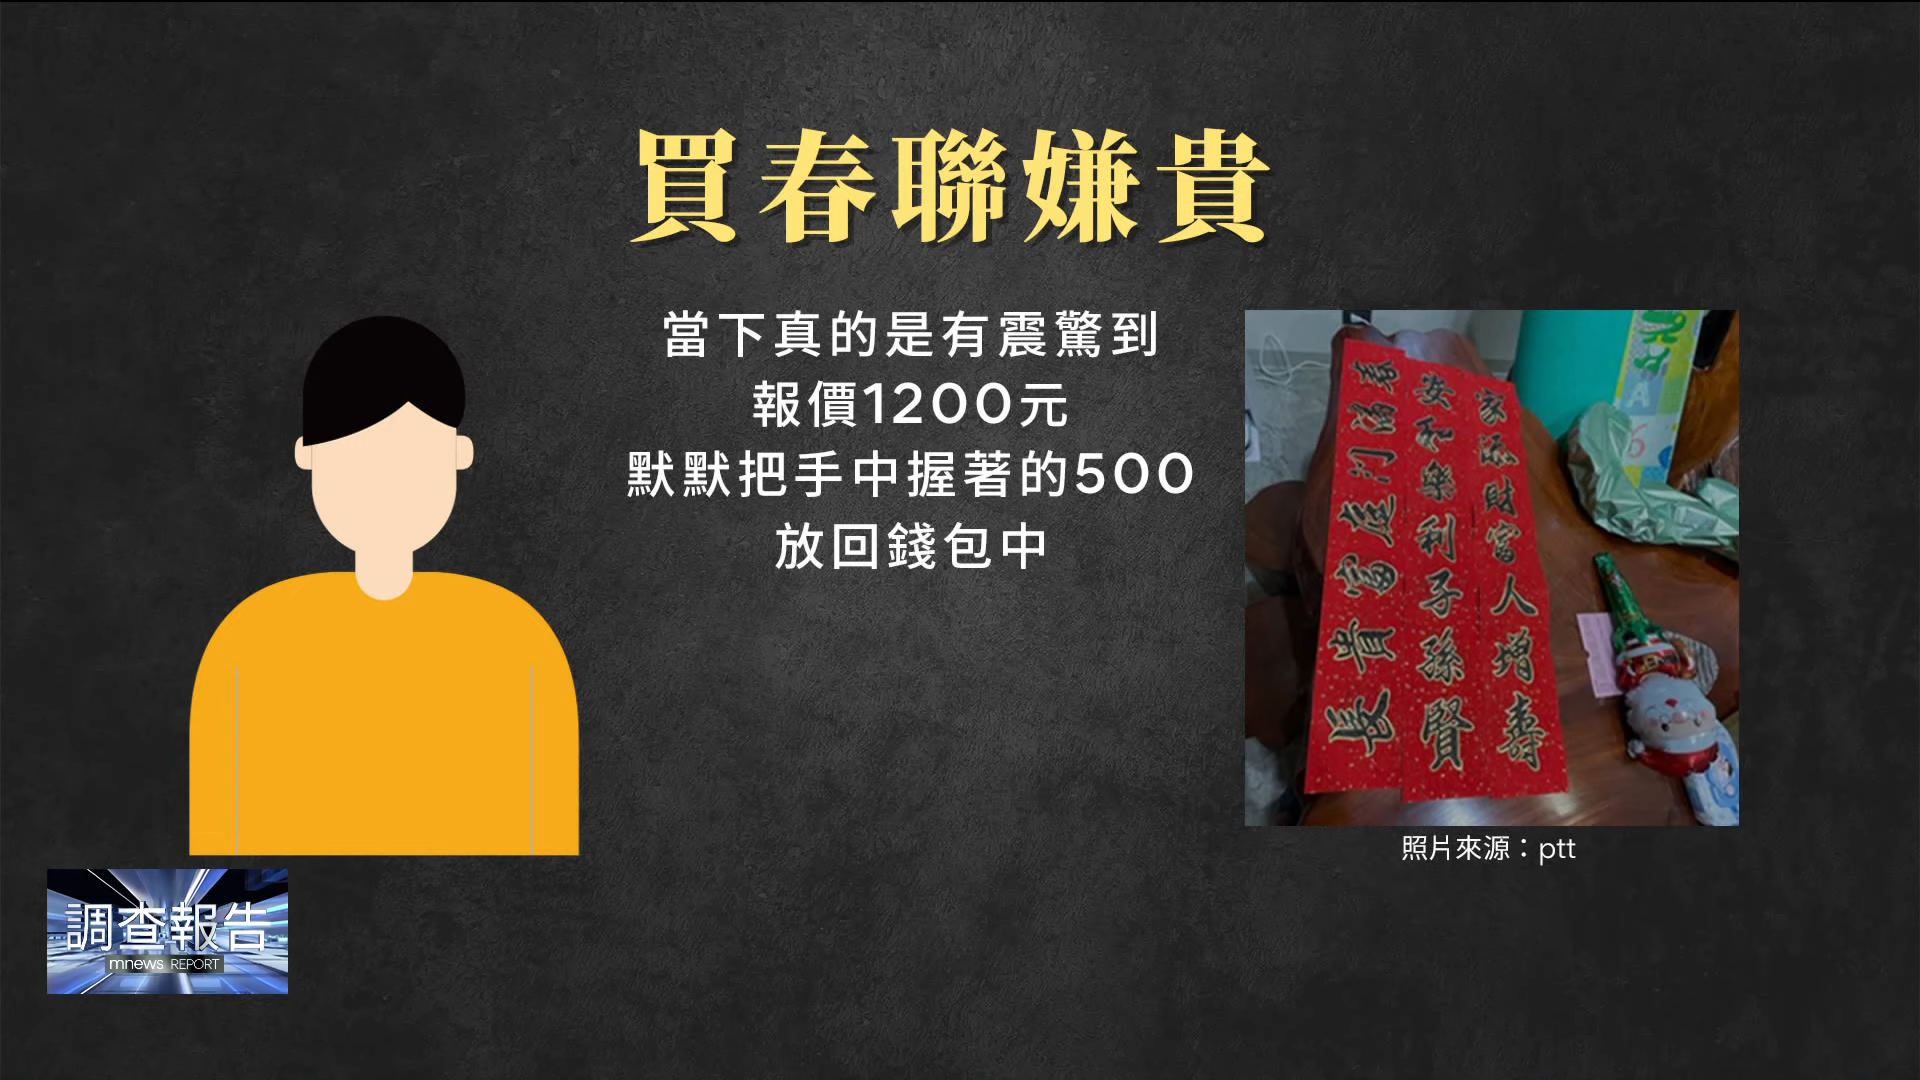 買春聯嫌貴
當下真的是有震驚到
報價1200元
默默把手中握著的500
放回錢包中
春滿門庭富貴長
安和樂利子孫賢
家添財富人增壽
A
6
照片來源：ptt
調查報告
mnews REPORT